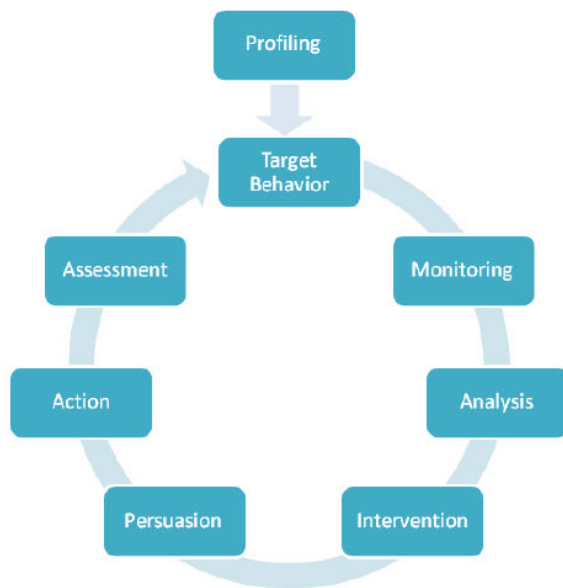 Profiling
Target
Behavior
Assessment
Monitoring
Action
Analysis
Persuasion
Intervention